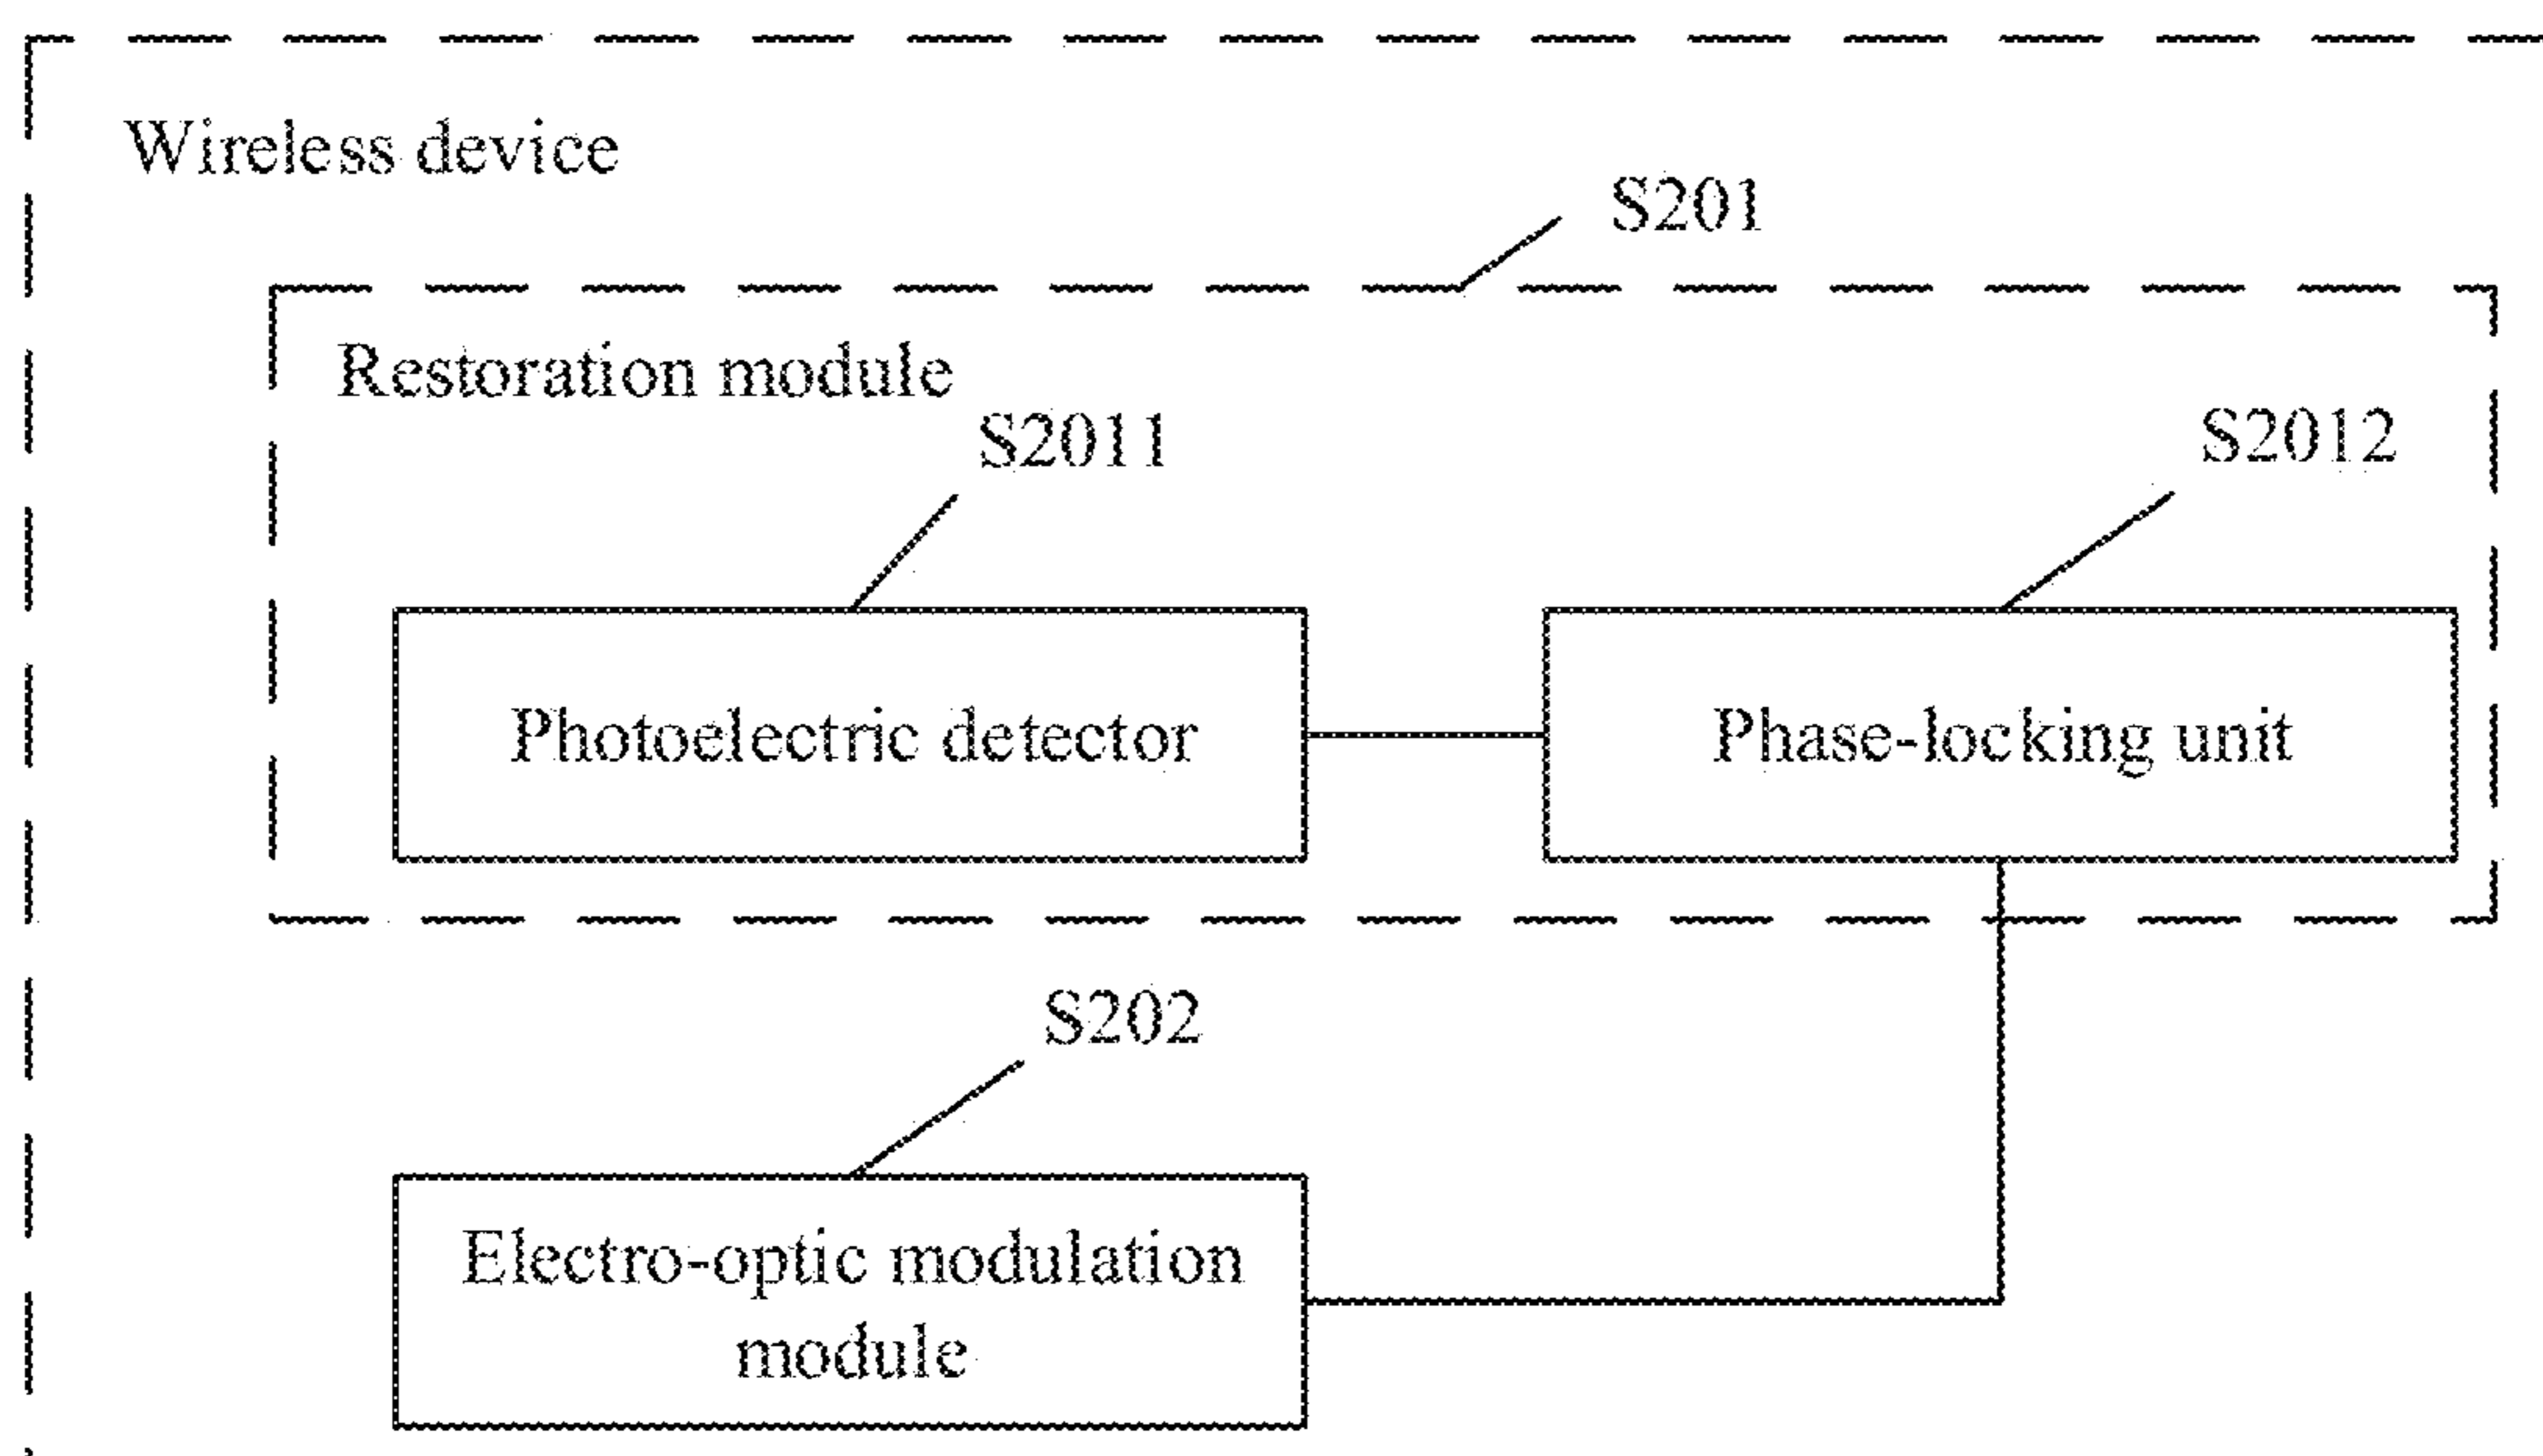 Wireless device
S201
Restoration module
S2011
S2012
Photoelectric detector
Phase-locking unit
S202
Electro-optic modulation
module